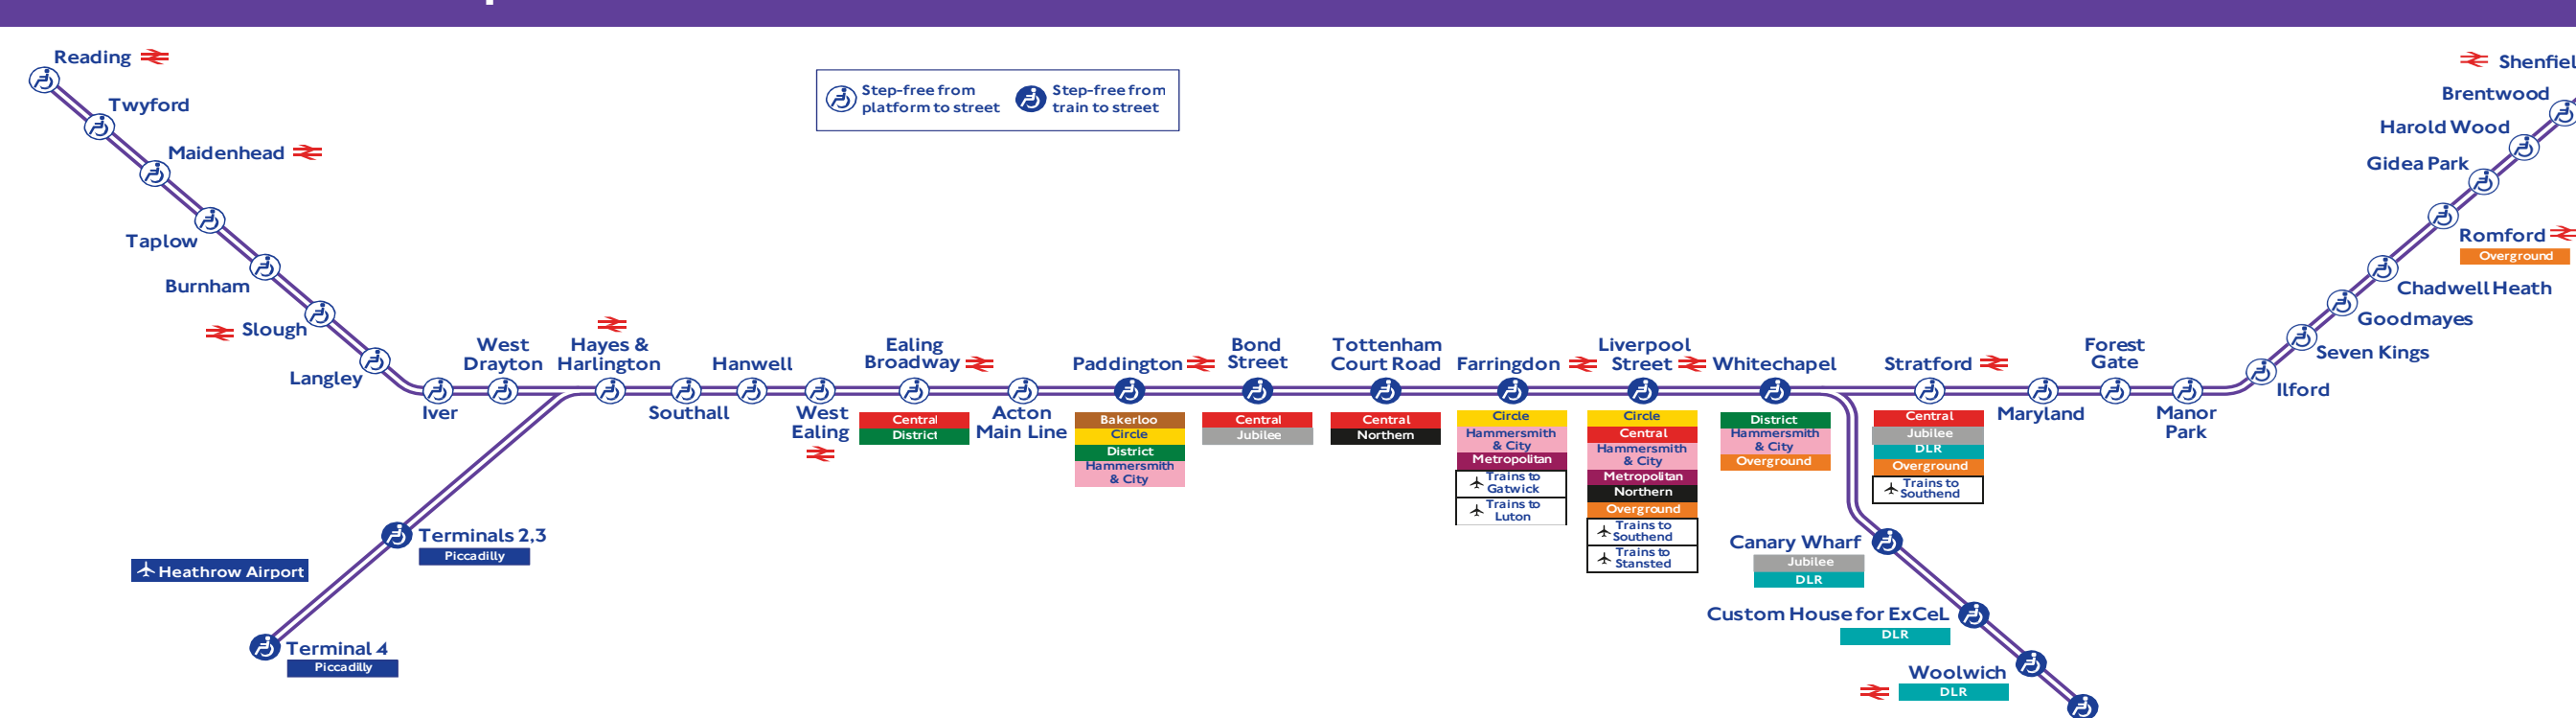 Reading
Twyford
Maidenhead
Taplow
Burnham
Slough
Langley
Iver
West
Drayton
Hayes &
Harlington
Southall
Hanwell
West
Ealing
Ealing
Broadway
Central
District
Acton
Main Line
Paddington
Bakerloo
Circle
District
Hammersmith
& City
Bond
Street
Central
Jubilee
Tottenham
Court Road
Central
Northern
Farringdon
Circle
Hammersmith
& City
Metropolitan
Trains to
Gatwick
Trains to
Luton
Liverpool
Street
Circle
Central
Hammersmith
& City
Metropolitan
Northern
Overground
Trains to
Southend
Trains to
Stansted
Whitechapel
District
Hammersmith
& City
Overground
Stratford
Central
Jubilee
DLR
Overground
Trains to
Southend
Maryland
Forest
Gate
Manor
Park
Ilford
Seven Kings
Goodmayes
Chadwell Heath
Romford
Overground
Gidea Park
Harold Wood
Brentwood
Shenfiel
Step-free from
platform to street
Step-free from
train to street
Terminals 2,3
Piccadilly
Heathrow Airport
Terminal 4
Piccadilly
Canary Wharf
Jubilee
DLR
Custom House for ExCeL
DLR
Woolwich
DLR